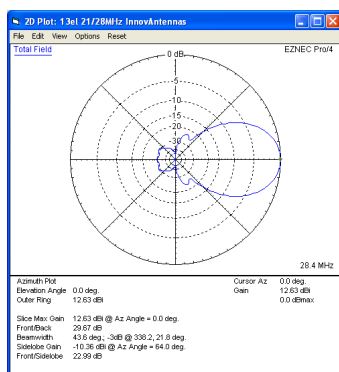 2D Plot: 13el 21/28MHz InnovAntennas
File Edit View Options Reset
Total Field
EZNEC Pro/4
0 dB
-5
-10
-15
-20
-30
28.4 MHz
Azimuth Plot
Elevation Angle 0.0 deg.
Outer Ring 12.63 dBi
Cursor Az 0.0 deg.
Gain 12.63 dBi
0.0 dBmax
Slice Max Gain 12.63 dBi @ Az Angle = 0.0 deg.
Front/Back 29.67 dB
Beamwidth 43.6 deg.; -3dB @ 338.2, 21.8 deg.
Sidelobe Gain -10.36 dBi @ Az Angle = 64.0 deg.
Front/Sidelobe 22.99 dB